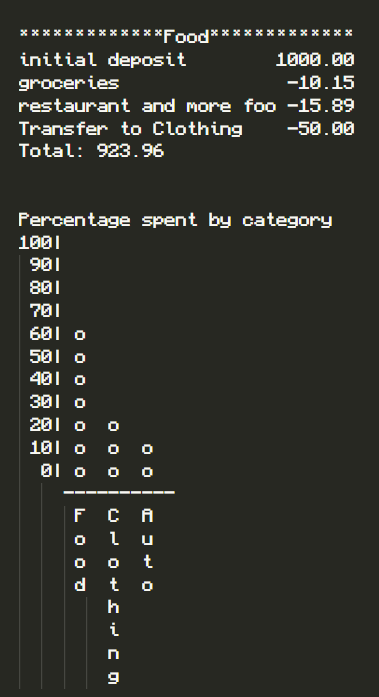 *************Food*************
initial deposit        1000.00
groceries               -10.15
restaurant and more foo -15.89
Transfer to Clothing    -50.00
Total: 923.96
Percentage spent by category
100|
 90|
 80|
 70|
 60| o
 50| o
 40| o
 30| o
 20| o  o
 10| o  o  o
  0| o  o  o
    ----------
     F  C  A
     o  l  u
     o  o  t
     d  t  o
        h
        i
        n
        g